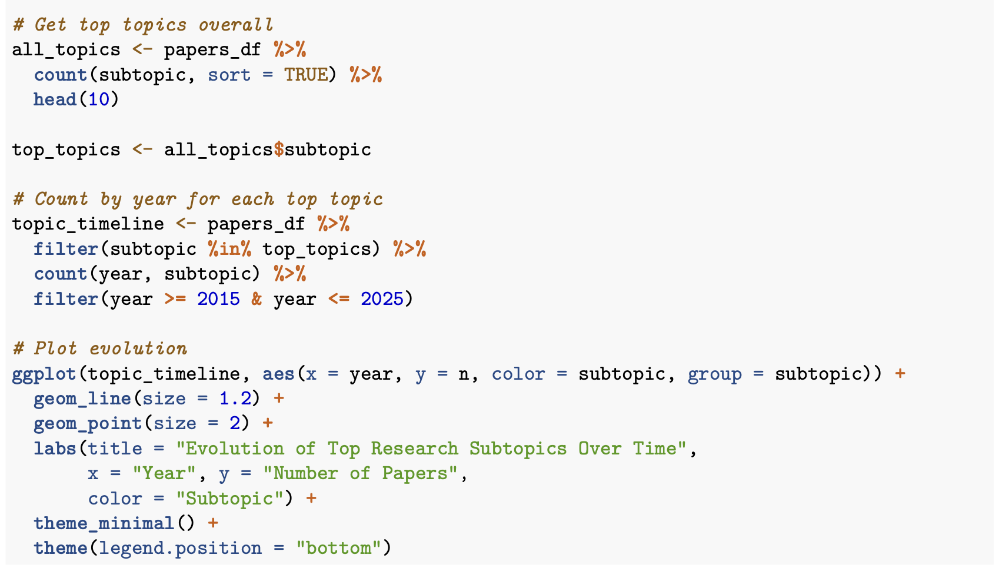 # Get top topics overall
all_topics <- papers_df %>%
  count(subtopic, sort = TRUE) %>%
  head(10)

top_topics <- all_topics$subtopic

# Count by year for each top topic
topic_timeline <- papers_df %>%
  filter(subtopic %in% top_topics) %>%
  count(year, subtopic) %>%
  filter(year >= 2015 & year <= 2025)

# Plot evolution
ggplot(topic_timeline, aes(x = year, y = n, color = subtopic, group = subtopic)) +
  geom_line(size = 1.2) +
  geom_point(size = 2) +
  labs(title = "Evolution of Top Research Subtopics Over Time",
       x = "Year", y = "Number of Papers",
       color = "Subtopic") +
  theme_minimal() +
  theme(legend.position = "bottom")